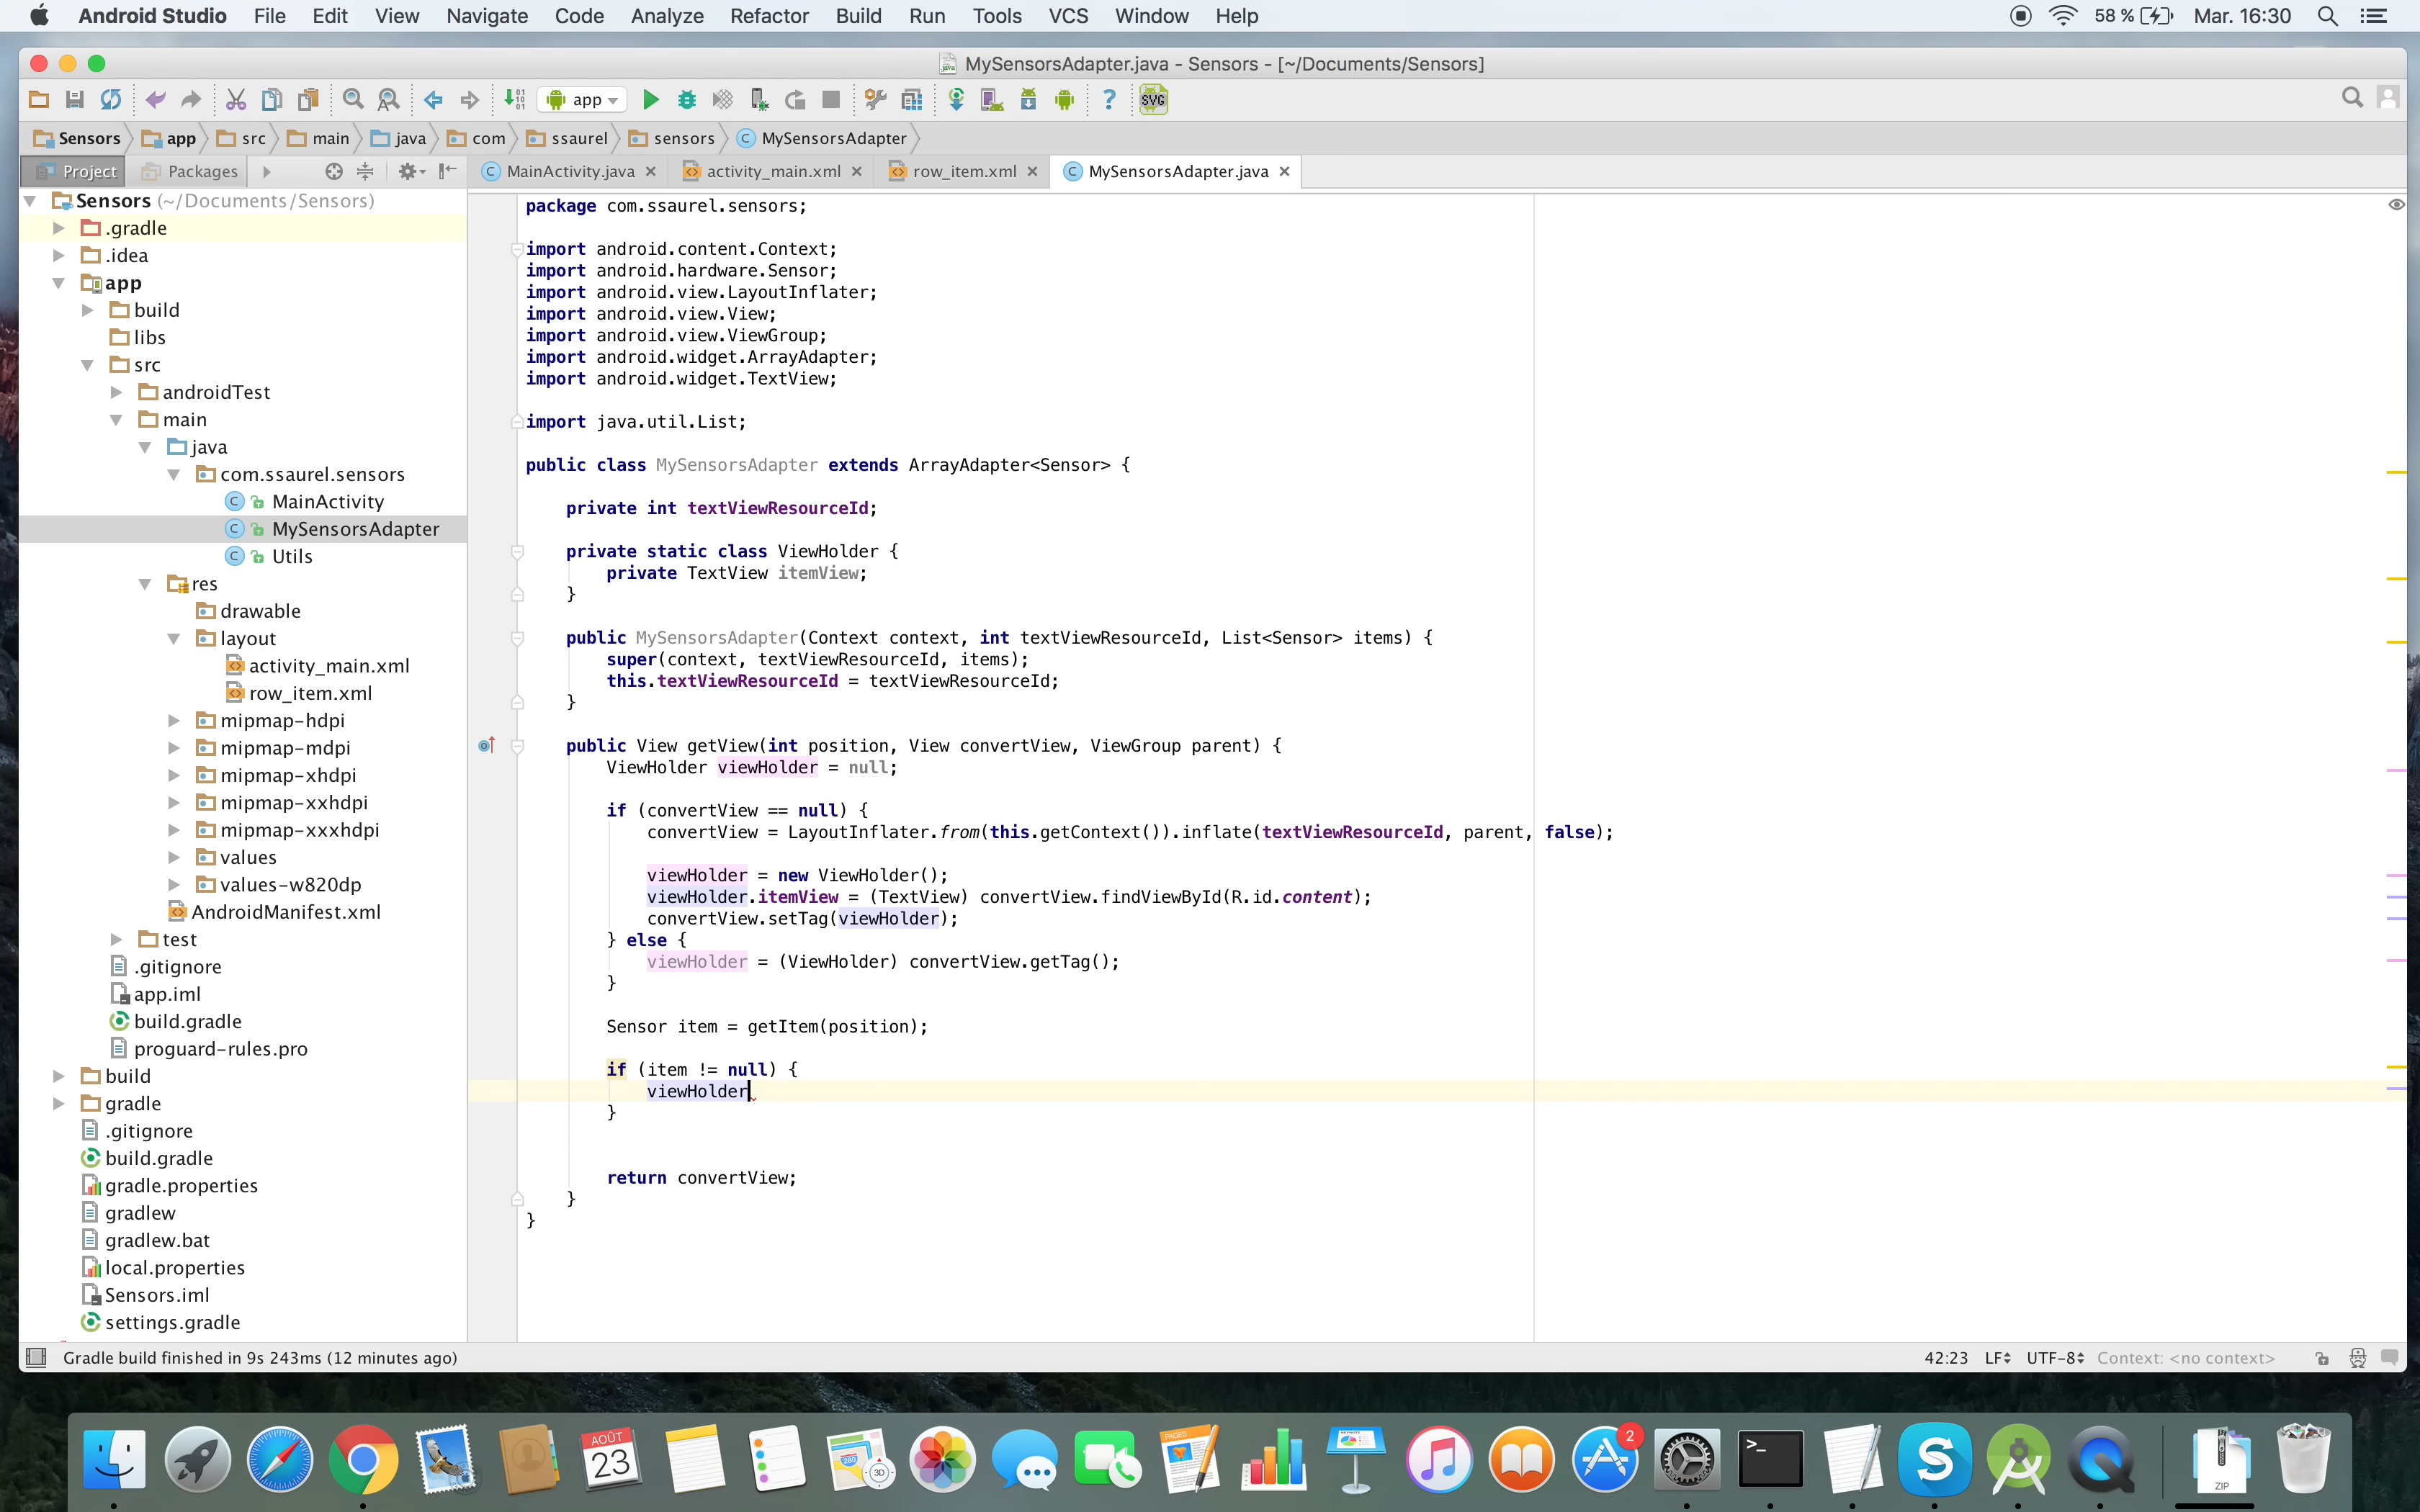 Android Studio File Edit View Navigate Code Analyze Refactor Build Run Tools VCS Window Help 58 % Mar. 16:30
MySensorsAdapter.java - Sensors - [~/Documents/Sensors]
app ? SVG
Sensors app src main java com ssaurel sensors MySensorsAdapter
Project Packages MainActivity.java activity_main.xml row_item.xml MySensorsAdapter.java
Sensors (~/Documents/Sensors)
.gradle
.idea
app
build
libs
src
androidTest
main
java
com.ssaurel.sensors
MainActivity
MySensorsAdapter
Utils
res
drawable
layout
activity_main.xml
row_item.xml
mipmap-hdpi
mipmap-mdpi
mipmap-xhdpi
mipmap-xxhdpi
mipmap-xxxhdpi
values
values-w820dp
AndroidManifest.xml
test
.gitignore
app.iml
build.gradle
proguard-rules.pro
build
gradle
.gitignore
build.gradle
gradle.properties
gradlew
gradlew.bat
local.properties
Sensors.iml
settings.gradle
package com.ssaurel.sensors;
import android.content.Context;
import android.hardware.Sensor;
import android.view.LayoutInflater;
import android.view.View;
import android.view.ViewGroup;
import android.widget.ArrayAdapter;
import android.widget.TextView;
import java.util.List;
public class MySensorsAdapter extends ArrayAdapter<Sensor> {
private int textViewResourceId;
private static class ViewHolder {
private TextView itemView;
}
public MySensorsAdapter(Context context, int textViewResourceId, List<Sensor> items) {
super(context, textViewResourceId, items);
this.textViewResourceId = textViewResourceId;
}
public View getView(int position, View convertView, ViewGroup parent) {
ViewHolder viewHolder = null;
if (convertView == null) {
convertView = LayoutInflater.from(this.getContext()).inflate(textViewResourceId, parent, false);
viewHolder = new ViewHolder();
viewHolder.itemView = (TextView) convertView.findViewById(R.id.content);
convertView.setTag(viewHolder);
} else {
viewHolder = (ViewHolder) convertView.getTag();
}
Sensor item = getItem(position);
if (item != null) {
viewHolder
}
return convertView;
}
}
Gradle build finished in 9s 243ms (12 minutes ago) 42:23 LF UTF-8 Context: <no context>
AOÛT
23
280
3D
PAGES
2
>_
ZIP